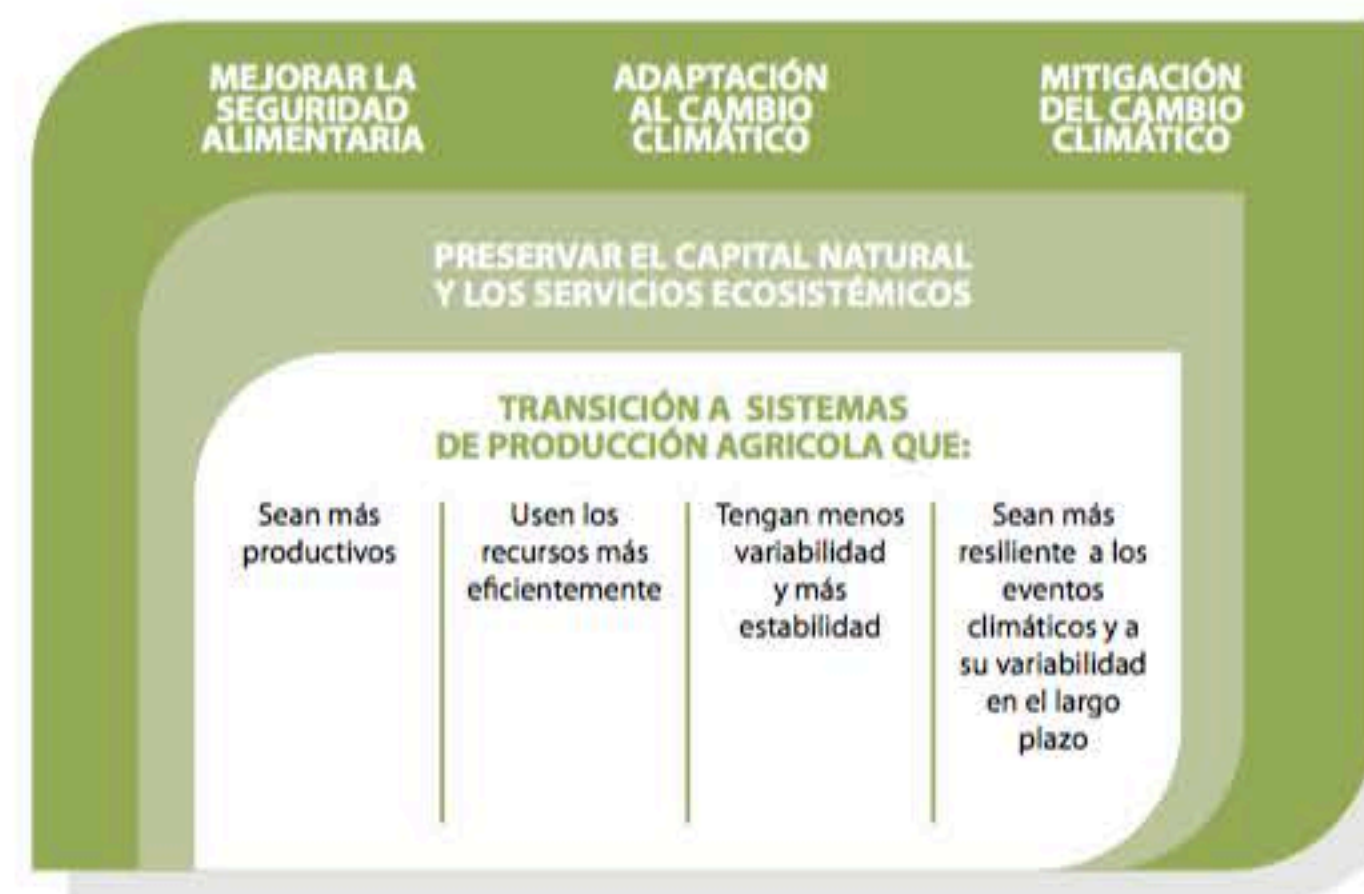 MEJORAR LA
SEGURIDAD
ALIMENTARIA
ADAPTACIÓN
AL CAMBIO
CLIMÁTICO
MITIGACIÓN
DEL CAMBIO
CLIMÁTICO
PRESERVAR EL CAPITAL NATURAL
Y LOS SERVICIOS ECOSISTÉMICOS
TRANSICIÓN A SISTEMAS
DE PRODUCCIÓN AGRICOLA QUE:
Sean más
productivos
Usen los
recursos más
eficientemente
Tengan menos
variabilidad
y más
estabilidad
Sean más
resiliente a los
eventos
climáticos y a
su variabilidad
en el largo
plazo